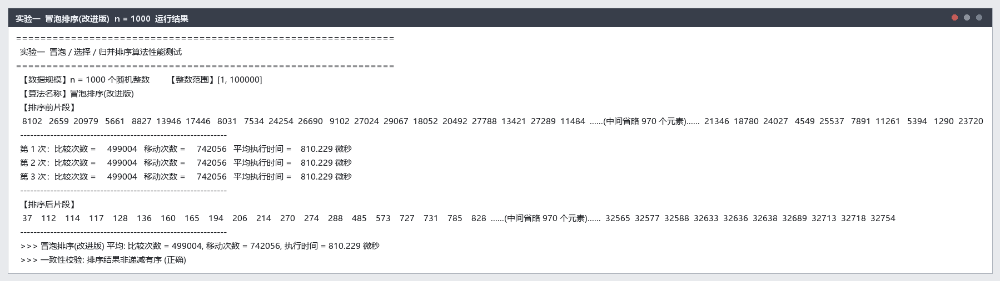 实验一  冒泡排序(改进版)  n = 1000  运行结果
==============================================================
实验一  冒泡 / 选择 / 归并排序算法性能测试
==============================================================
【数据规模】n = 1000 个随机整数        【整数范围】[1, 100000]
【算法名称】冒泡排序(改进版)
【排序前片段】
8102   2659  20979   5661   8827  13946  17446   8031   7534  24254  26690   9102  27024  29067  18052  20492  27788  13421  27289  11484  ......(中间省略 970 个元素)......  21346  18780  24027   4549  25537   7891  11261   5394   1290  23720
--------------------------------------------------------------
第 1 次:  比较次数 =     499004   移动次数 =     742056   平均执行时间 =    810.229 微秒
第 2 次:  比较次数 =     499004   移动次数 =     742056   平均执行时间 =    810.229 微秒
第 3 次:  比较次数 =     499004   移动次数 =     742056   平均执行时间 =    810.229 微秒
--------------------------------------------------------------
【排序后片段】
37    112    114    117    128    136    160    165    194    206    214    270    274    288    485    573    727    731    785    828  ......(中间省略 970 个元素)......  32565  32577  32588  32633  32636  32638  32689  32713  32718  32754
--------------------------------------------------------------
>>> 冒泡排序(改进版) 平均: 比较次数 = 499004, 移动次数 = 742056, 执行时间 = 810.229 微秒
>>> 一致性校验: 排序结果非递减有序 (正确)